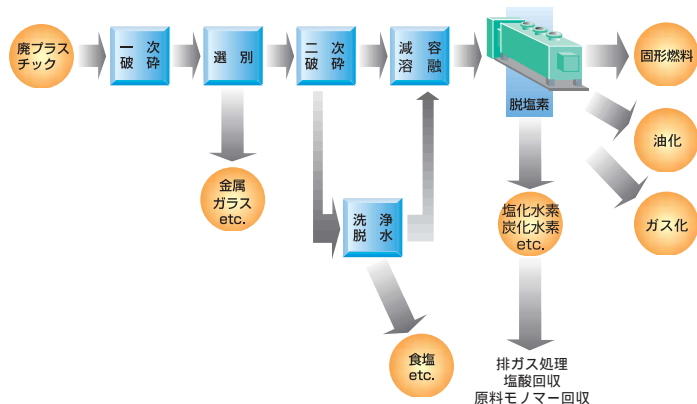 廃プラス
チック
一次
破砕
選別
二次
破砕
減容
溶融
脱塩素
固形燃料
油化
ガス化
金属
ガラス
etc.
洗浄
脱水
塩化水素
炭化水素
etc.
食塩
etc.
排ガス処理
塩酸回収
原料モノマー回収